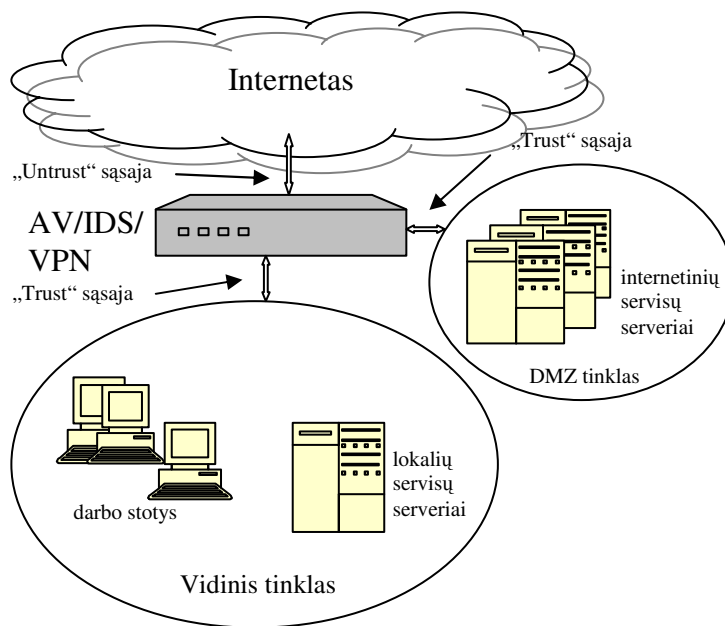 Internetas
„Trust“ sąsaja
„Untrust“ sąsaja
AV/IDS/
VPN
„Trust“ sąsaja
internetinių
servisų
serveriai
DMZ tinklas
lokalių
servisų
serveriai
darbo stotys
Vidinis tinklas